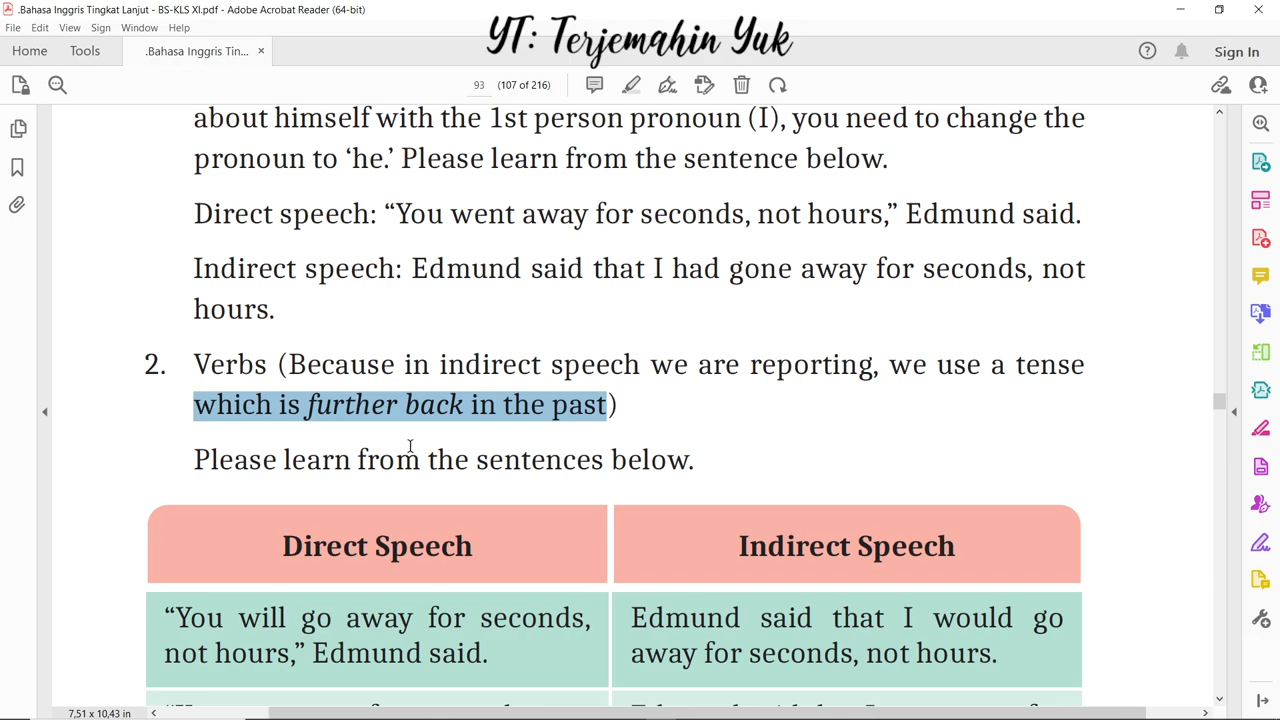 .Bahasa Inggris Tingkat Lanjut - BS-KLS XI.pdf - Adobe Acrobat Reader (64-bit)
File Edit View Sign Window Help
YT: Terjemahin Yuk
Home Tools .Bahasa Inggris Tin... × Sign In
93 (107 of 216)
about himself with the 1st person pronoun (I), you need to change the
pronoun to ‘he.’ Please learn from the sentence below.
Direct speech: “You went away for seconds, not hours,” Edmund said.
Indirect speech: Edmund said that I had gone away for seconds, not
hours.
2. Verbs (Because in indirect speech we are reporting, we use a tense
which is further back in the past)
Please learn from the sentences below.
Direct Speech Indirect Speech
“You will go away for seconds,
not hours,” Edmund said.
Edmund said that I would go
away for seconds, not hours.
7,51 x 10,43 in